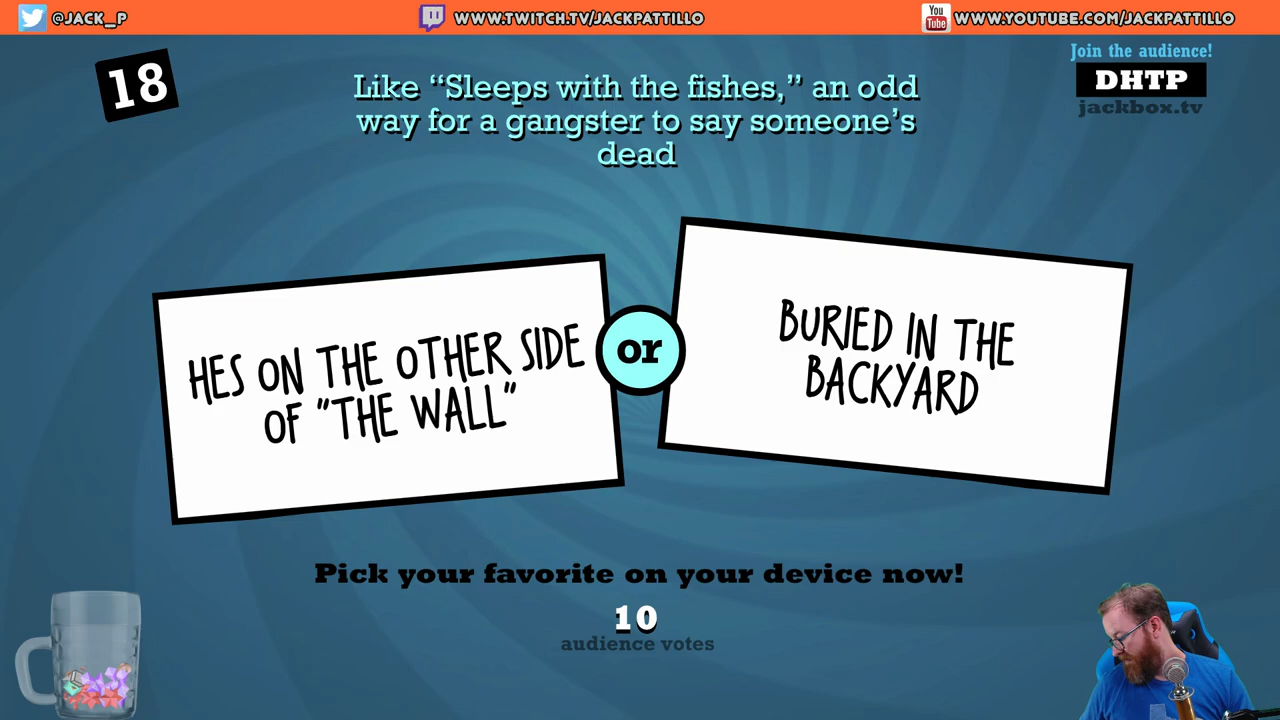 @JACK_P
WWW.TWITCH.TV/JACKPATTILLO
You
Tube
WWW.YOUTUBE.COM/JACKPATTILLO
18
Join the audience!
DHTP
jackbox.tv
Like “Sleeps with the fishes,” an odd
way for a gangster to say someone’s
dead
HES ON THE OTHER SIDE
OF "THE WALL"
or
BURIED IN THE
BACKYARD
Pick your favorite on your device now!
10
audience votes